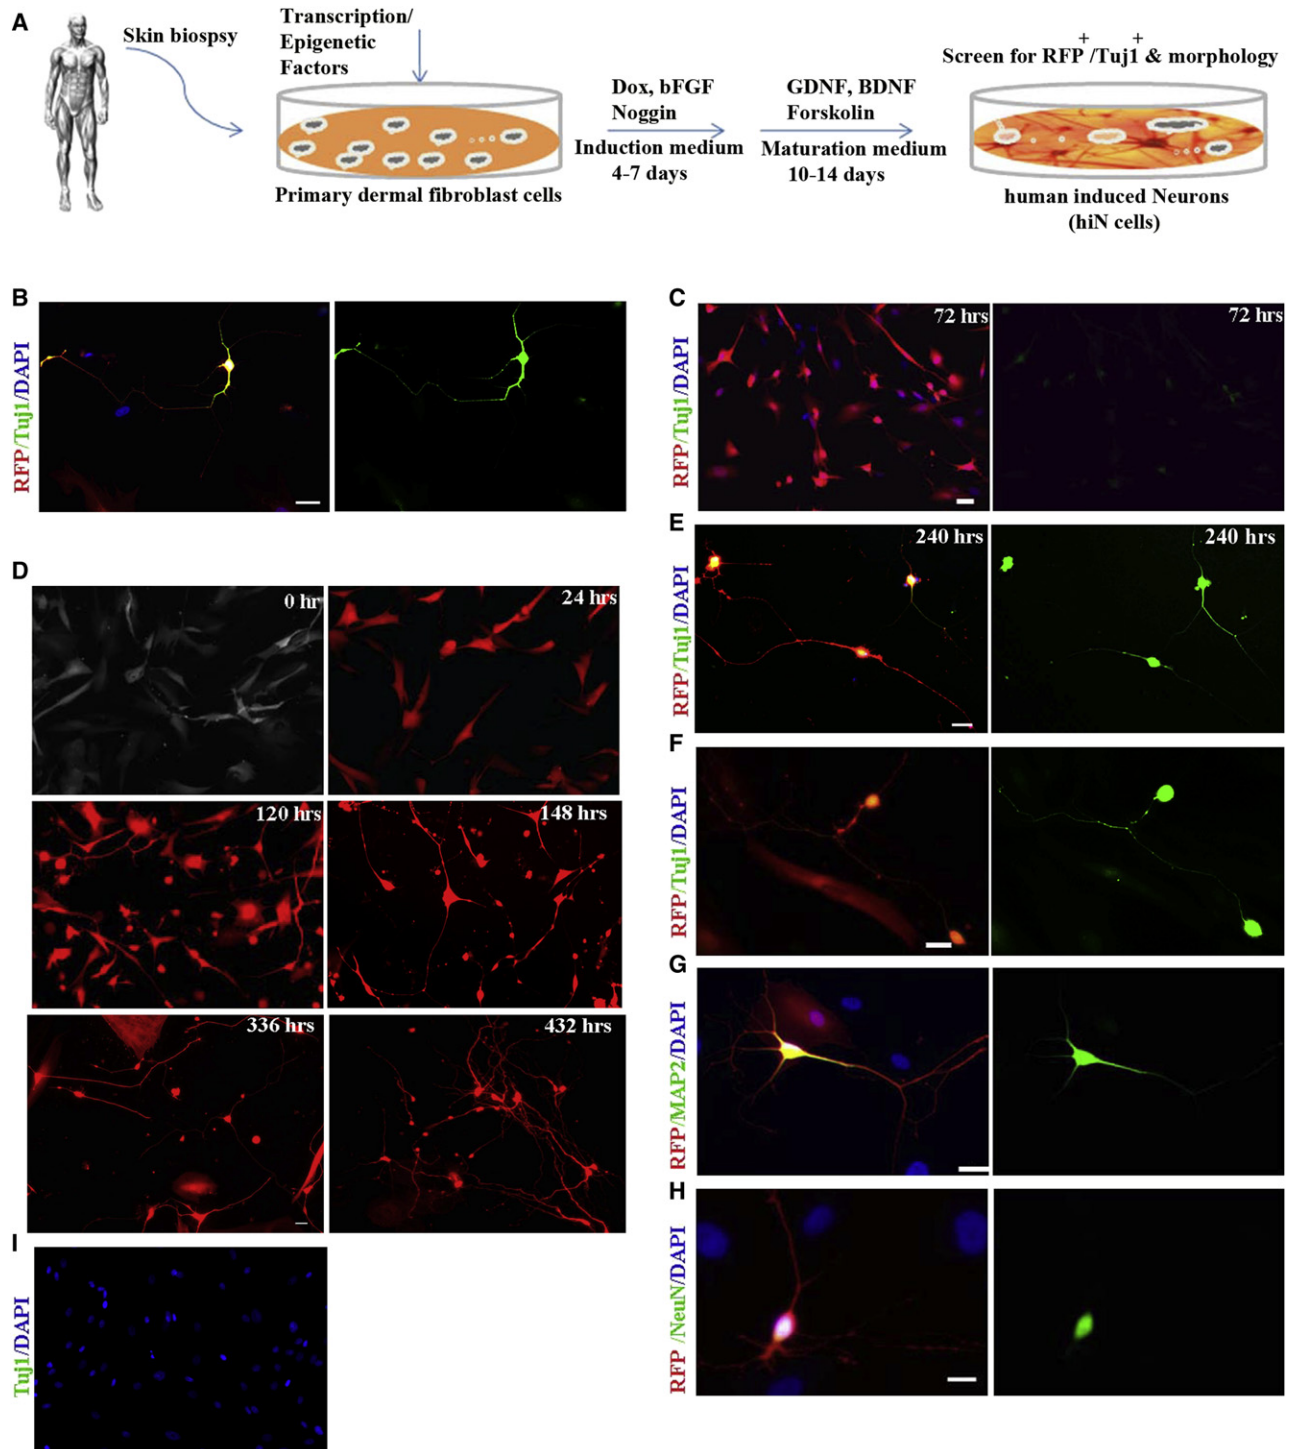 A
Skin biospsy
Transcription/
Epigenetic
Factors
Primary dermal fibroblast cells
Dox, bFGF
Noggin
Induction medium
4-7 days
GDNF, BDNF
Forskolin
Maturation medium
10-14 days
Screen for RFP+/Tuj1+ & morphology
human induced Neurons
(hiN cells)
B
RFP/Tuj1/DAPI
C
RFP/Tuj1/DAPI
72 hrs
72 hrs
D
0 hr
24 hrs
120 hrs
148 hrs
336 hrs
432 hrs
E
RFP/Tuj1/DAPI
240 hrs
240 hrs
F
RFP/Tuj1/DAPI
G
RFP/MAP2/DAPI
H
RFP /NeuN/DAPI
I
Tuj1/DAPI